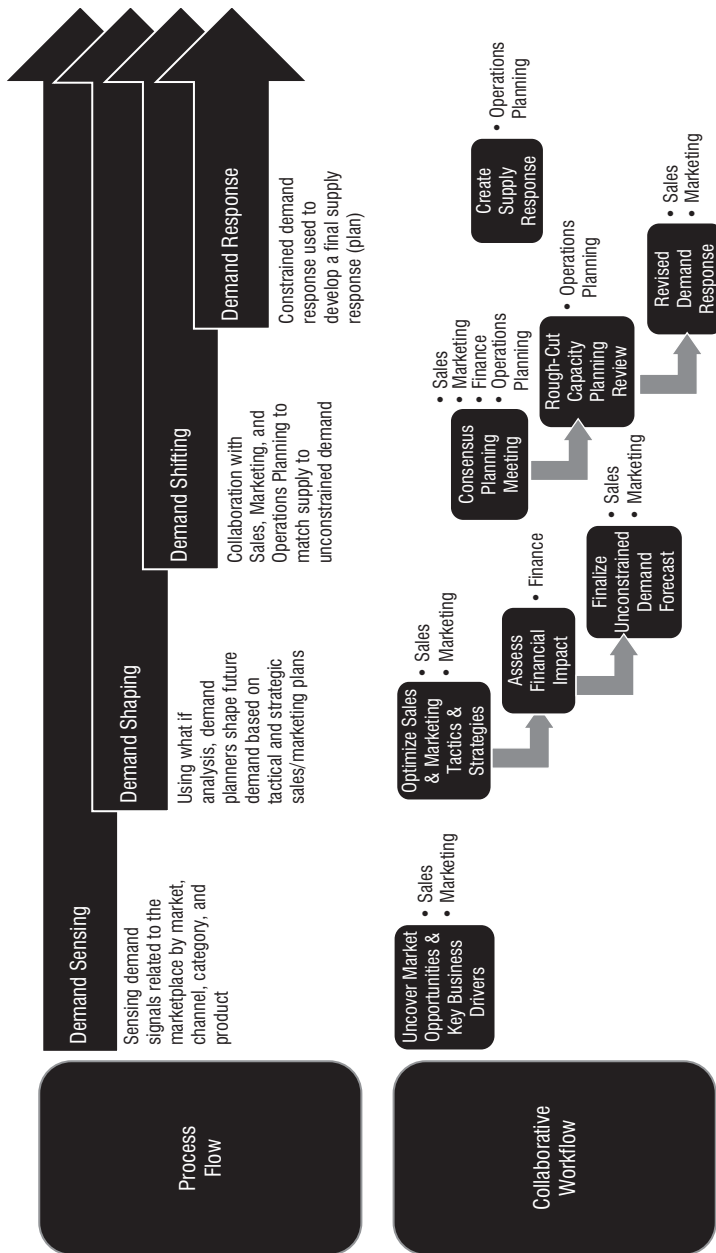 Process
Flow
Demand Sensing
Sensing demand
signals related to the
marketplace by market,
channel, category, and
product
Demand Shaping
Using what if
analysis, demand
planners shape future
demand based on
tactical and strategic
sales/marketing plans
Demand Shifting
Collaboration with
Sales, Marketing, and
Operations Planning to
match supply to
unconstrained demand
Demand Response
Constrained demand
response used to
develop a final supply
response (plan)
Collaborative
Workflow
Uncover Market
Opportunities &
Key Business
Drivers
• Sales
• Marketing
Optimize Sales
& Marketing
Tactics &
Strategies
• Sales
• Marketing
Assess
Financial
Impact
• Finance
Finalize
Unconstrained
Demand
Forecast
• Sales
• Marketing
Consensus
Planning
Meeting
• Sales
• Marketing
• Finance
• Operations
Planning
Rough-Cut
Capacity
Planning
Review
• Operations
Planning
Revised
Demand
Response
• Sales
• Marketing
Create
Supply
Response
• Operations
Planning